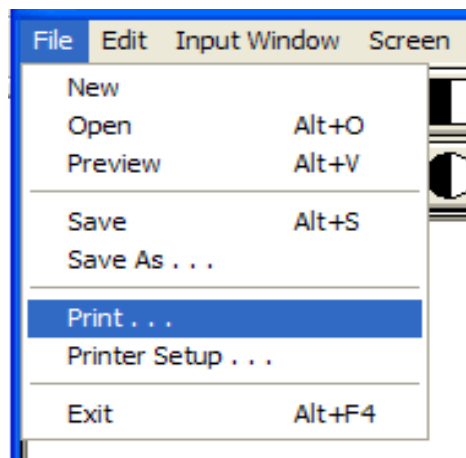 File Edit Input Window Screen
New
Open Alt+O
Preview Alt+V
Save Alt+S
Save As . . .
Print . . .
Printer Setup . . .
Exit Alt+F4